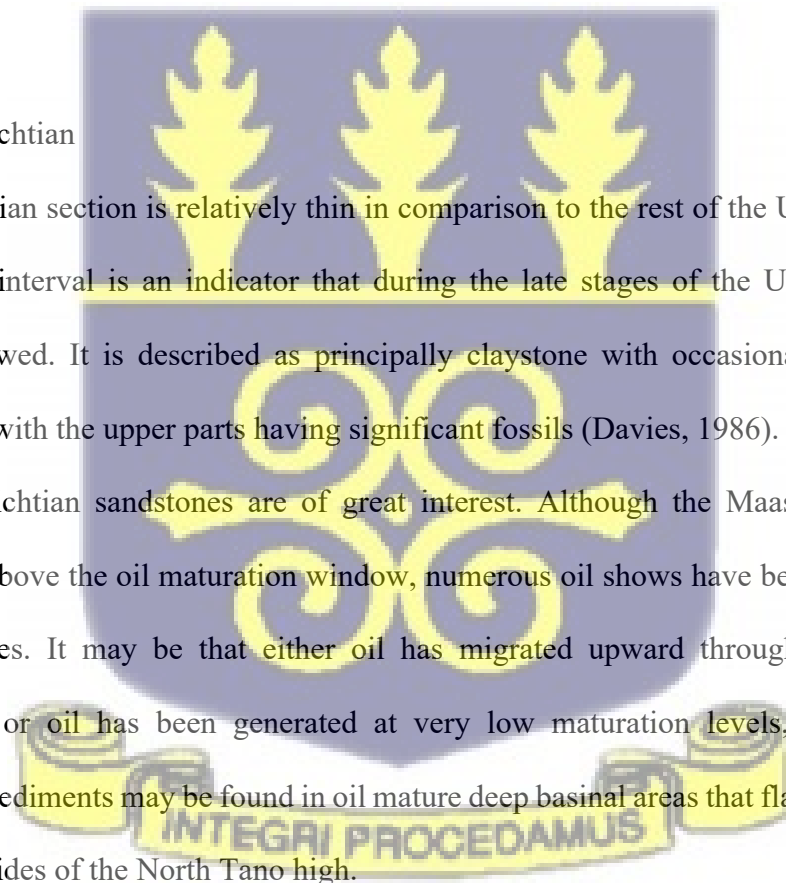 chtian
ian section is relatively thin in comparison to the rest of the U
interval is an indicator that during the late stages of the U
wed. It is described as principally claystone with occasiona
with the upper parts having significant fossils (Davies, 1986).
chtian sandstones are of great interest. Although the Maas
bove the oil maturation window, numerous oil shows have be
es. It may be that either oil has migrated upward through
or oil has been generated at very low maturation levels,
ediments may be found in oil mature deep basinal areas that fla
INTEGRI PROCEDAMUS
ides of the North Tano high.